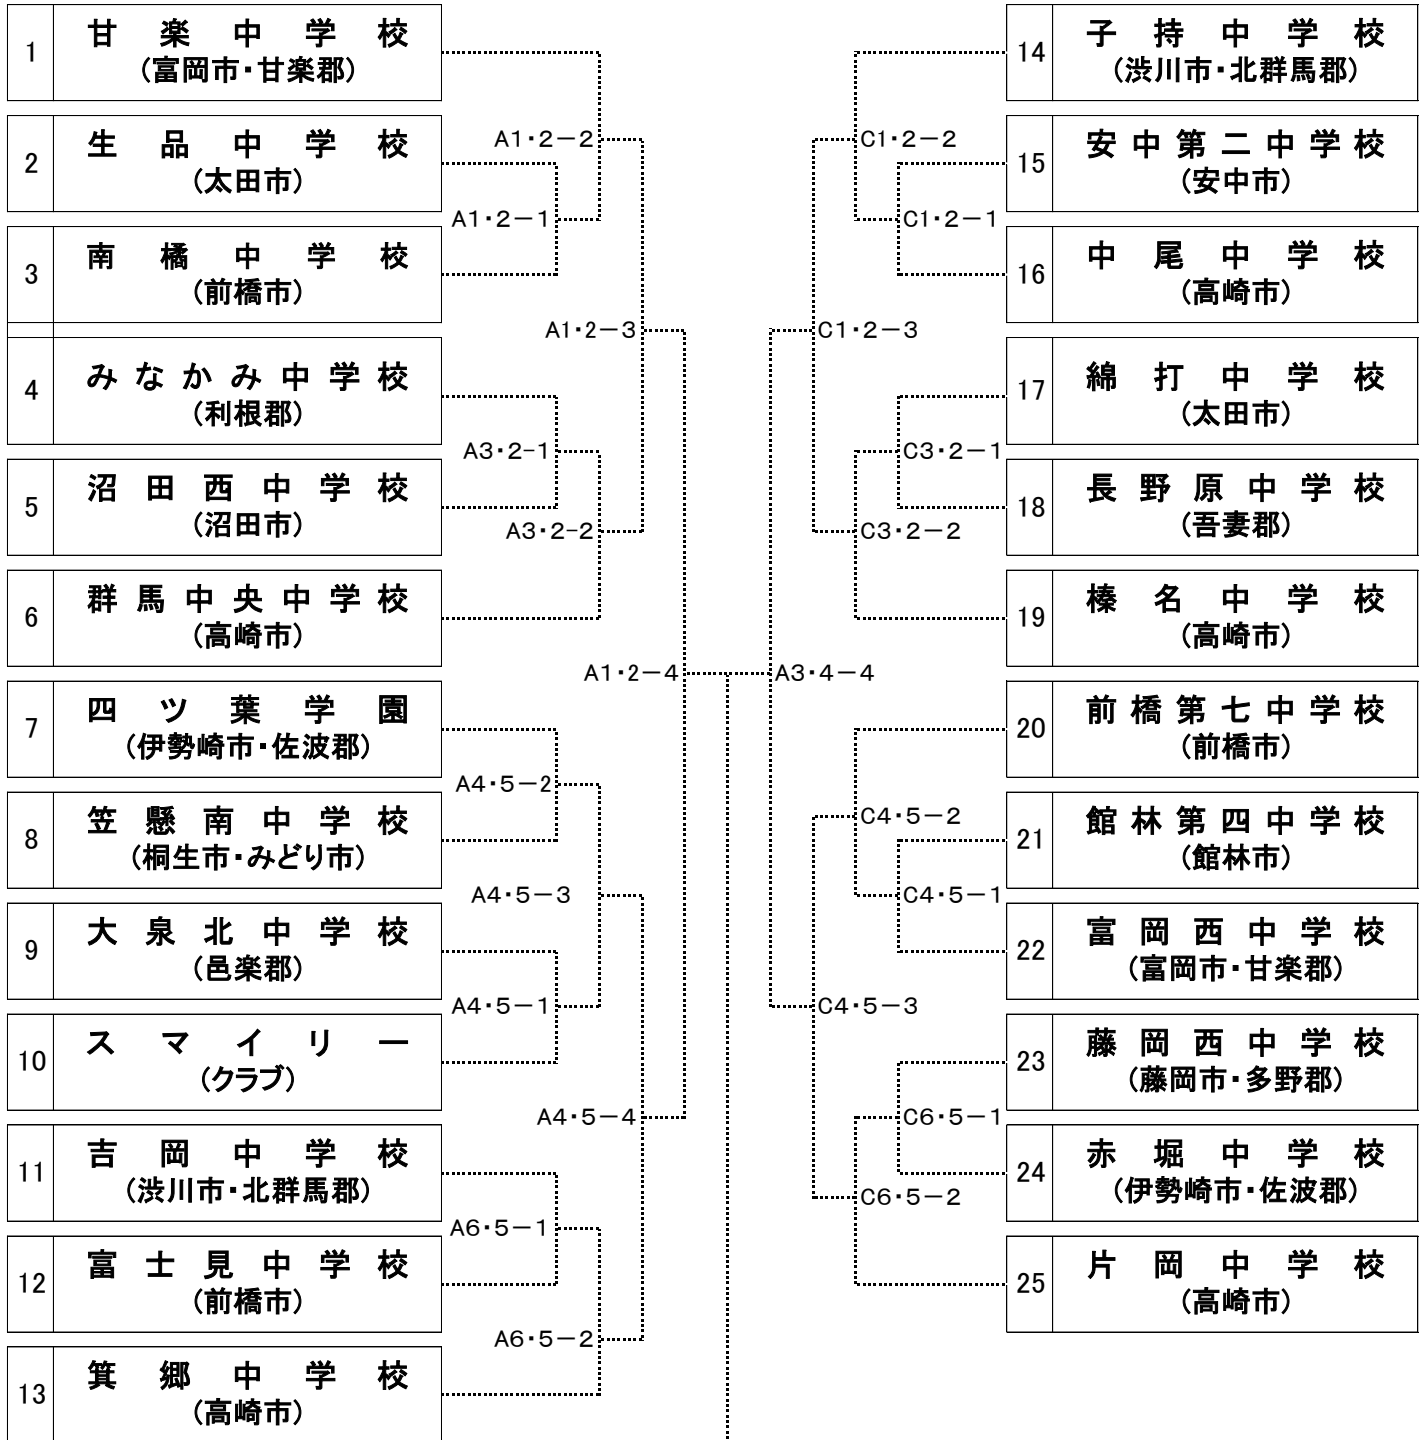 1 甘楽中学校
(富岡市・甘楽郡)
2 生品中学校
(太田市)
3 南橘中学校
(前橋市)
4 みなかみ中学校
(利根郡)
5 沼田西中学校
(沼田市)
6 群馬中央中学校
(高崎市)
7 四ツ葉学園
(伊勢崎市・佐波郡)
8 笠懸南中学校
(桐生市・みどり市)
9 大泉北中学校
(邑楽郡)
10 スマイリー
(クラブ)
11 吉岡中学校
(渋川市・北群馬郡)
12 富士見中学校
(前橋市)
13 箕郷中学校
(高崎市)
A1・2－2
A1・2－1
A1・2－3
A3・2-1
A3・2-2
A1・2－4
A4・5－2
A4・5－3
A4・5－1
A4・5－4
A6・5－1
A6・5－2
C1・2－2
C1・2－1
C1・2－3
C3・2－1
C3・2－2
A3・4－4
C4・5－2
C4・5－1
C4・5－3
C6・5－1
C6・5－2
14 子持中学校
(渋川市・北群馬郡)
15 安中第二中学校
(安中市)
16 中尾中学校
(高崎市)
17 綿打中学校
(太田市)
18 長野原中学校
(吾妻郡)
19 榛名中学校
(高崎市)
20 前橋第七中学校
(前橋市)
21 館林第四中学校
(館林市)
22 富岡西中学校
(富岡市・甘楽郡)
23 藤岡西中学校
(藤岡市・多野郡)
24 赤堀中学校
(伊勢崎市・佐波郡)
25 片岡中学校
(高崎市)